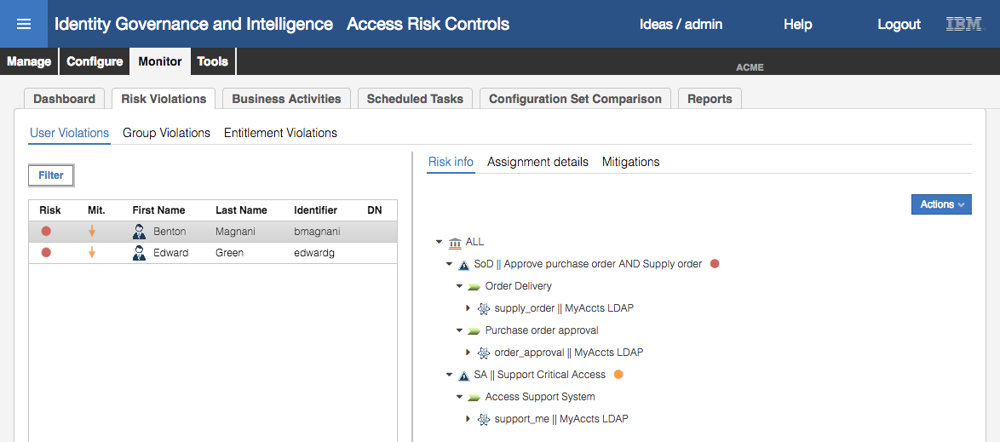 Identity Governance and Intelligence Access Risk Controls Ideas / admin Help Logout IBM
Manage Configure Monitor Tools ACME
Dashboard Risk Violations Business Activities Scheduled Tasks Configuration Set Comparison Reports
User Violations Group Violations Entitlement Violations
Filter
Risk Mit. First Name Last Name Identifier DN
Benton Magnani bmagnani
Edward Green edwardg
Risk info Assignment details Mitigations
Actions
ALL
SoD || Approve purchase order AND Supply order
Order Delivery
supply_order || MyAccts LDAP
Purchase order approval
order_approval || MyAccts LDAP
SA || Support Critical Access
Access Support System
support_me || MyAccts LDAP